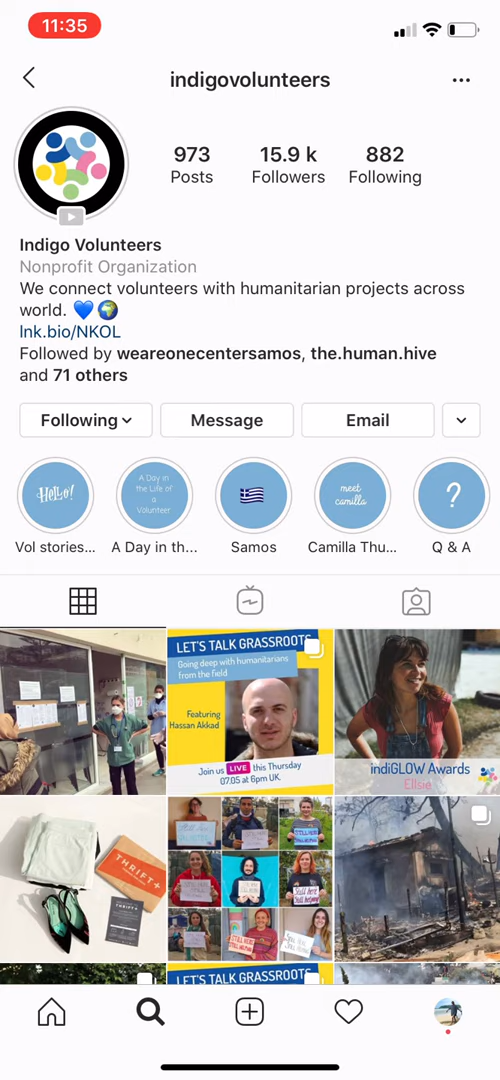 11:35
indigovolunteers
973
Posts
15.9 k
Followers
882
Following
Indigo Volunteers
Nonprofit Organization
We connect volunteers with humanitarian projects across
world. 💙🌍
lnk.bio/NKOL
Followed by weareonecentersamos, the.human.hive
and 71 others
Following
Message
Email
Hello!
A Day in
the Life of
a
Volunteer
meet
camilla
?
Vol stories...
A Day in th...
Samos
Camilla Thu...
Q & A
LET'S TALK GRASSROOTS
Going deep with humanitarians
from the field
Featuring
Hassan Akkad
Join us LIVE this Thursday
07.05 at 6pm UK.
indiGLOW Awards
Ellsie
THRIFT+
THRIFT+
LET'S TALK GRASSROOTS